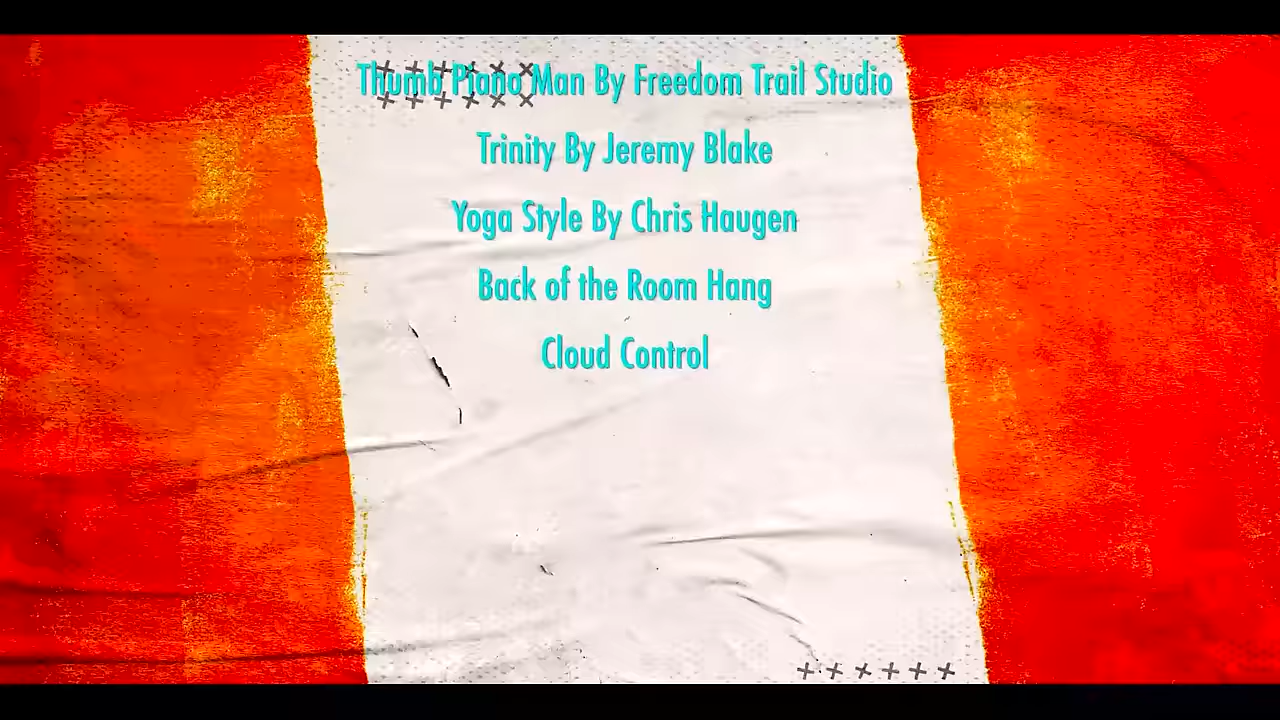 Thumb Piano Man By Freedom Trail Studio
Trinity By Jeremy Blake
Yoga Style By Chris Haugen
Back of the Room Hang
Cloud Control